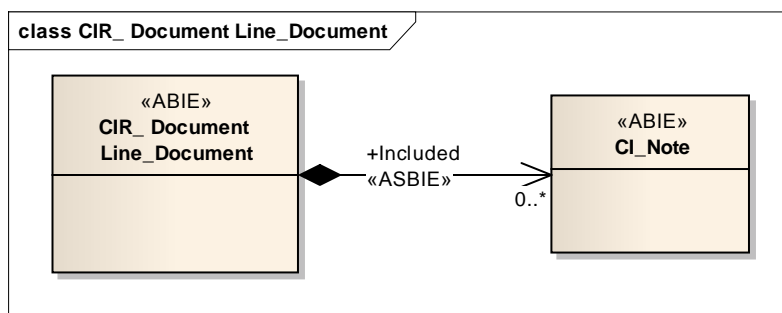 class CIR_ Document Line_Document
«ABIE»
CIR_ Document
Line_Document
+Included
«ASBIE»
0..*
«ABIE»
CI_Note